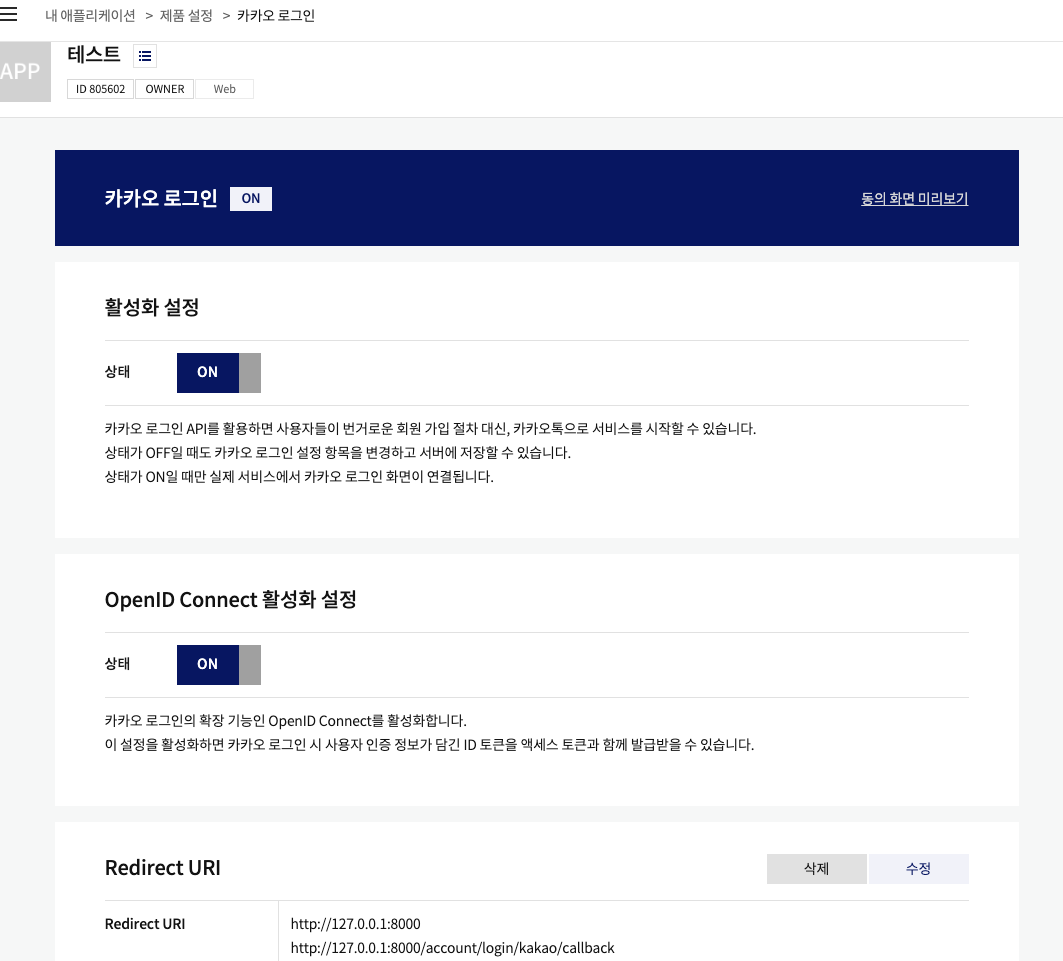 내 애플리케이션 > 제품 설정 > 카카오 로그인
APP
테스트
ID 805602 OWNER Web
카카오 로그인 ON 동의 화면 미리보기
활성화 설정
상태 ON
카카오 로그인 API를 활용하면 사용자들이 번거로운 회원 가입 절차 대신, 카카오톡으로 서비스를 시작할 수 있습니다.
상태가 OFF일 때도 카카오 로그인 설정 항목을 변경하고 서버에 저장할 수 있습니다.
상태가 ON일 때만 실제 서비스에서 카카오 로그인 화면이 연결됩니다.
OpenID Connect 활성화 설정
상태 ON
카카오 로그인의 확장 기능인 OpenID Connect를 활성화합니다.
이 설정을 활성화하면 카카오 로그인 시 사용자 인증 정보가 담긴 ID 토큰을 액세스 토큰과 함께 발급받을 수 있습니다.
Redirect URI 삭제 수정
Redirect URI http://127.0.0.1:8000
http://127.0.0.1:8000/account/login/kakao/callback